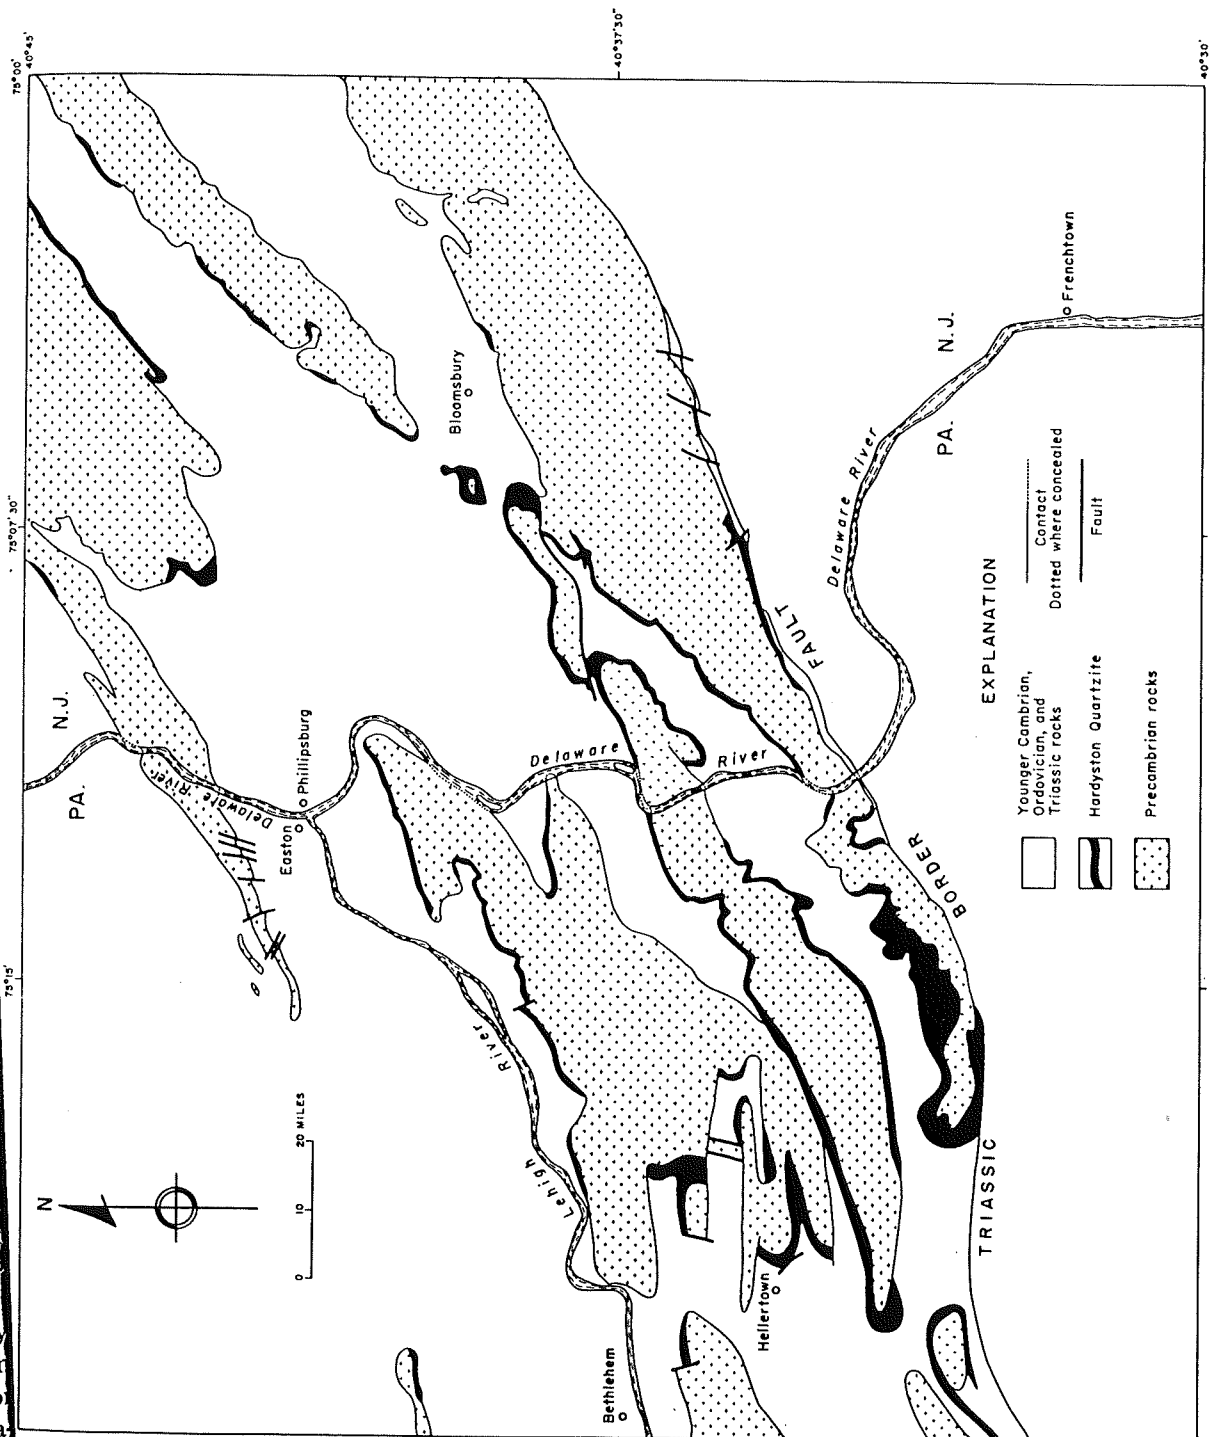 75°15'
75°07' 30"
75°00'
40°45'
40°37'30"
40°30'
N
0 10 20 MILES
PA.
N.J.
Delaware River
Easton
Phillipsburg
Lehigh
River
Delaware
River
Bloomsbury
Bethlehem
Hellertown
TRIASSIC
BORDER
FAULT
Delaware River
PA.
N.J.
Frenchtown
EXPLANATION
Younger Cambrian,
Ordovician, and
Triassic rocks
Hardyston Quartzite
Precambrian rocks
Contact
Dotted where concealed
Fault